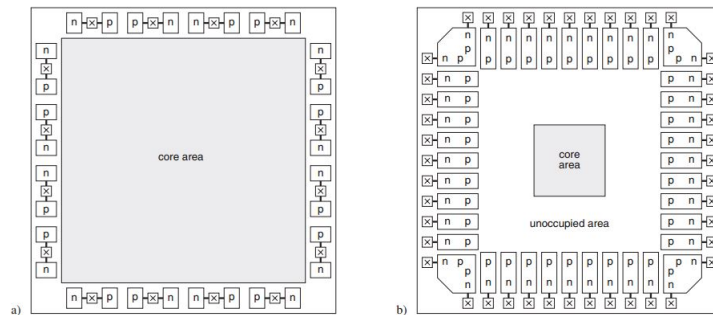 n p p n n p p n
n n
p p
p p
n n
core area
n n
p p
p p
n n
a) n p p n n p p n
n n n n n n n n n n n
p p
n p p p p p p p p p p p n
n p p n
n p p n
n p p n
n p p n
core
n p area p n
n p p n
n p p n
unoccupied area
n p p n
n p p n
n p p p p p p p p p p p n
p p
n n n n n n n n n n n
b)